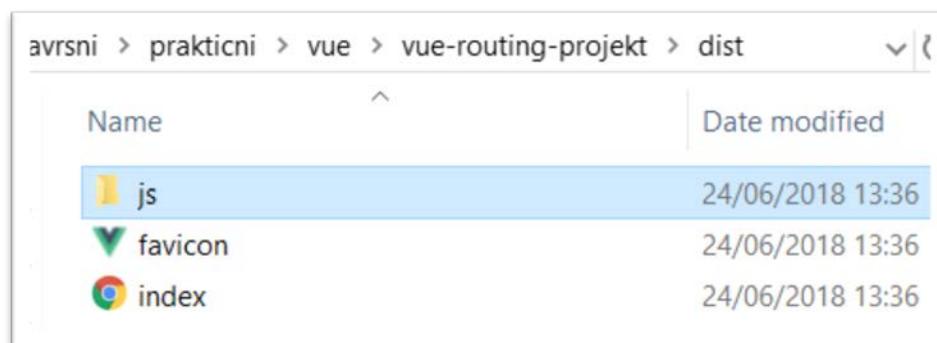 avrsni > prakticni > vue > vue-routing-projekt > dist
Name Date modified
js 24/06/2018 13:36
favicon 24/06/2018 13:36
index 24/06/2018 13:36